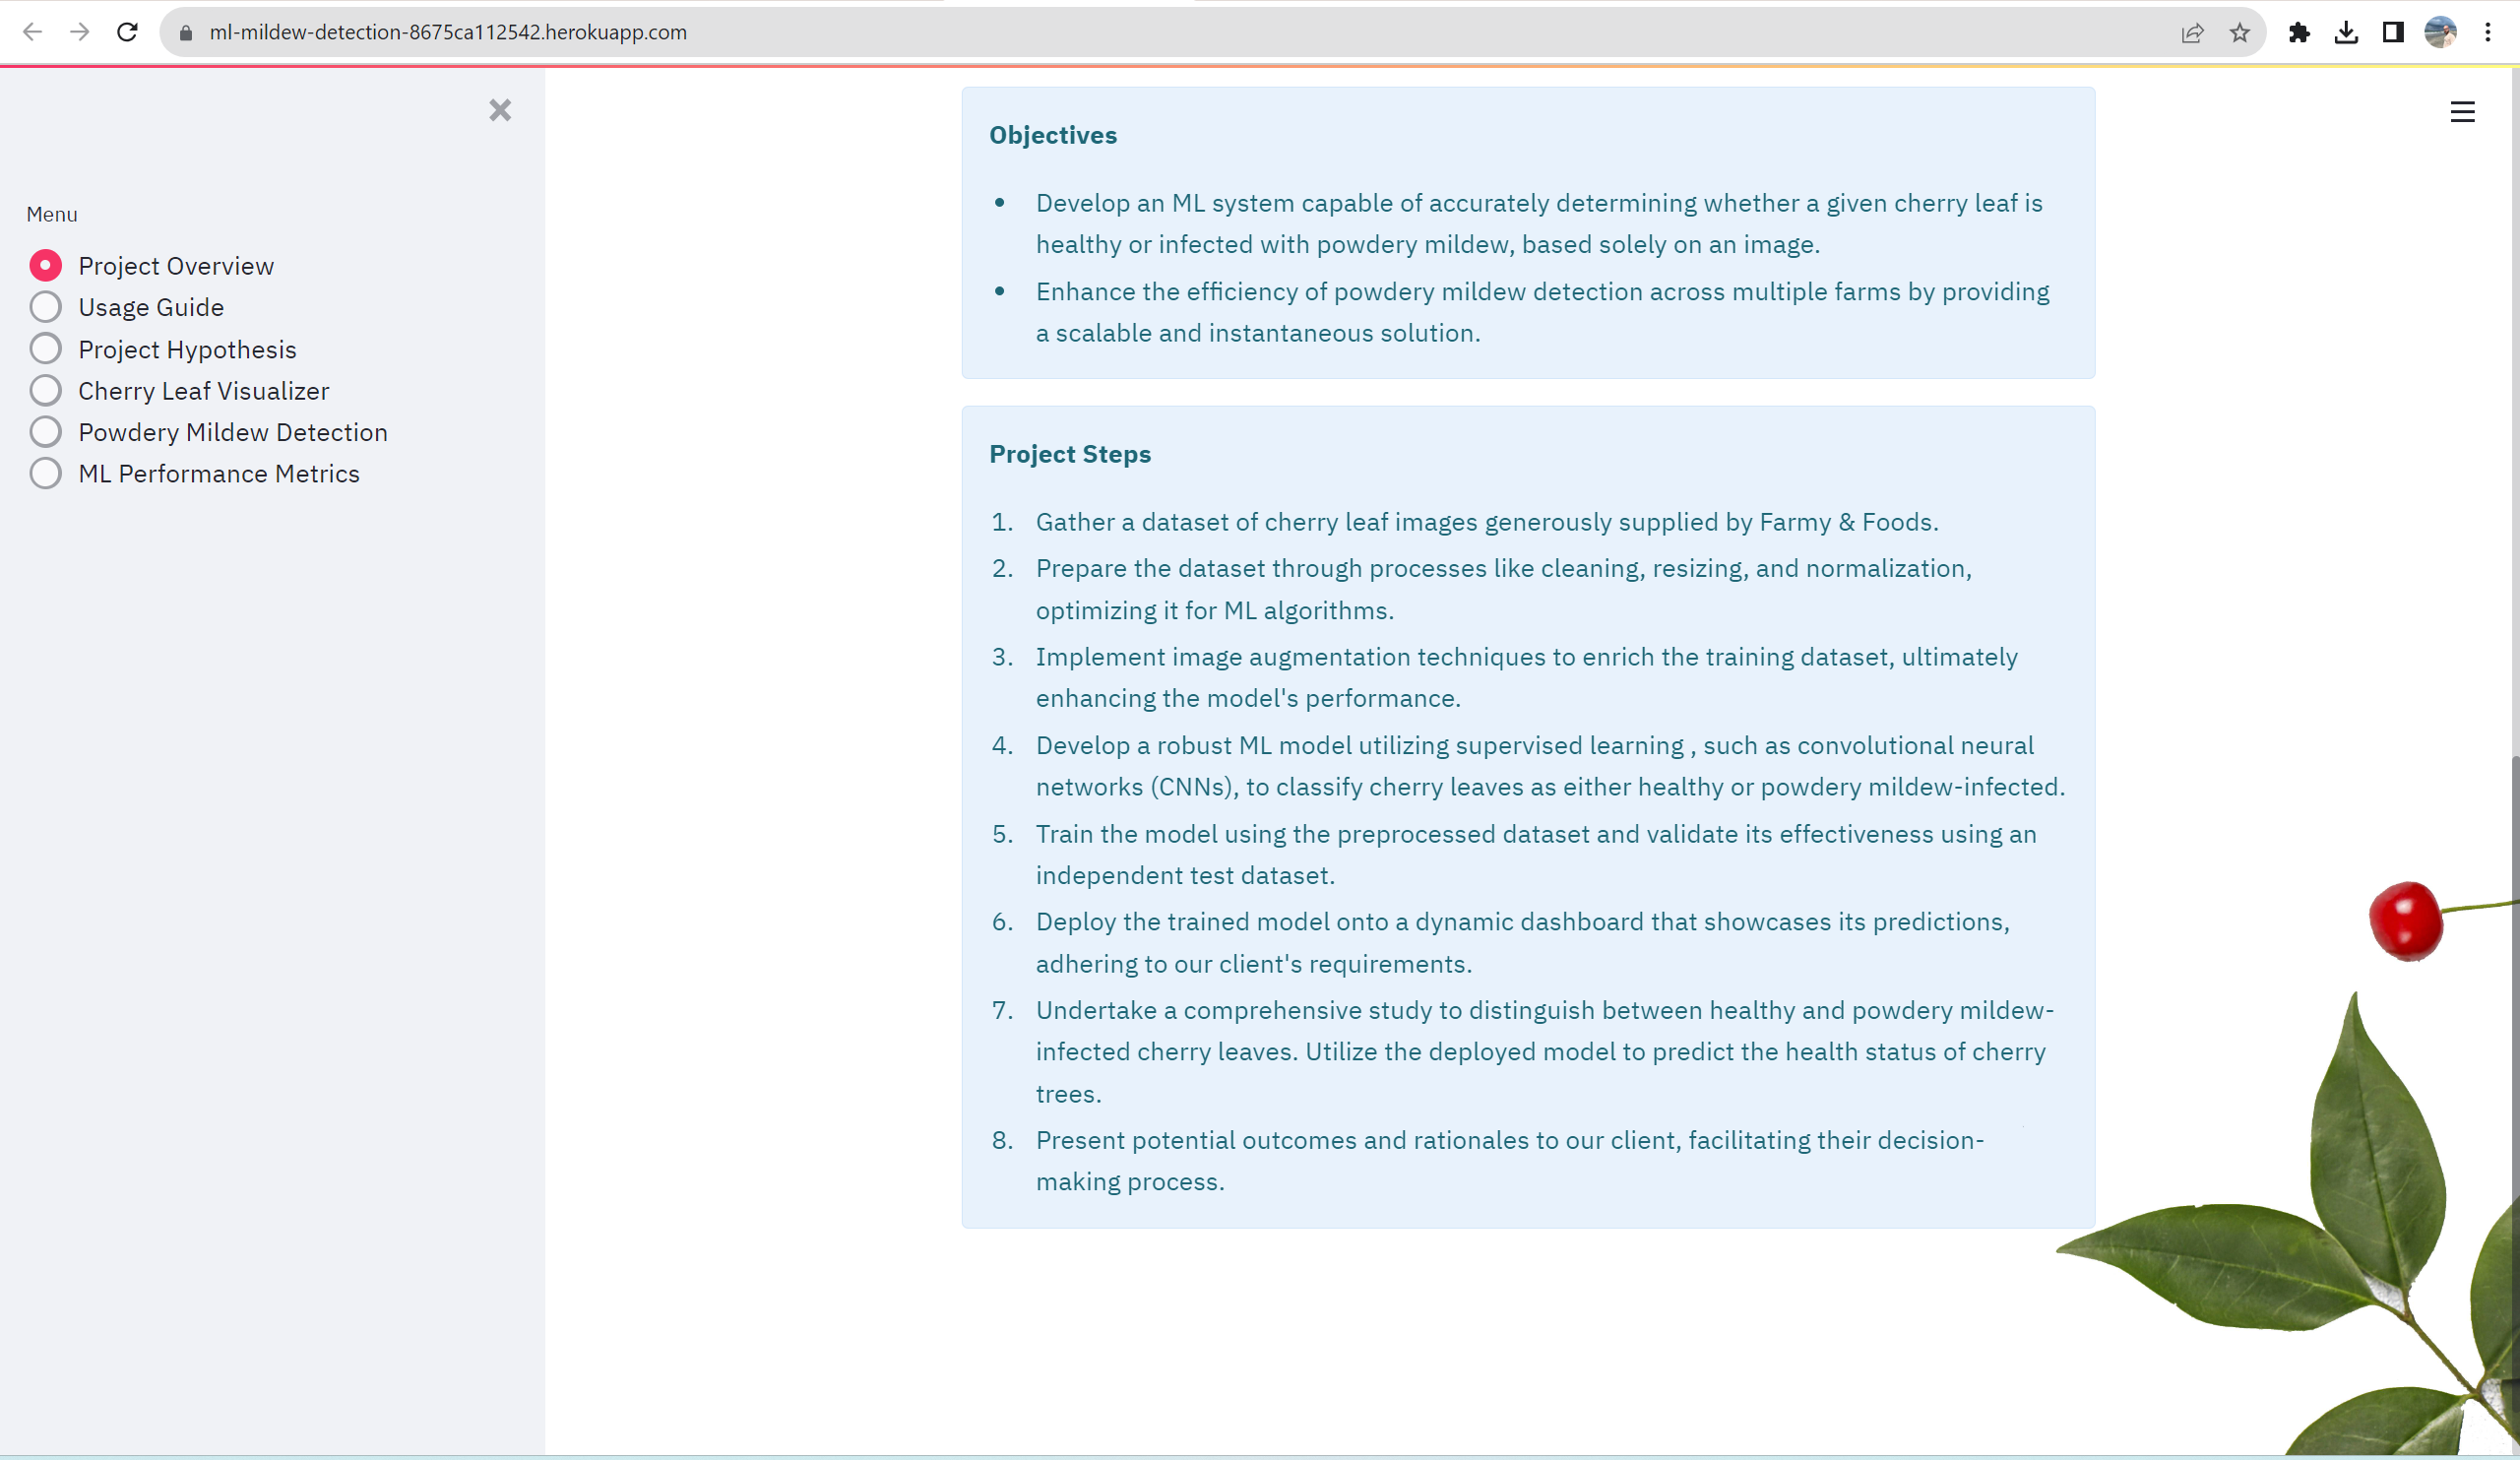 ml-mildew-detection-8675ca112542.herokuapp.com
Menu
Project Overview
Usage Guide
Project Hypothesis
Cherry Leaf Visualizer
Powdery Mildew Detection
ML Performance Metrics
Objectives
• Develop an ML system capable of accurately determining whether a given cherry leaf is
healthy or infected with powdery mildew, based solely on an image.
• Enhance the efficiency of powdery mildew detection across multiple farms by providing
a scalable and instantaneous solution.
Project Steps
1. Gather a dataset of cherry leaf images generously supplied by Farmy & Foods.
2. Prepare the dataset through processes like cleaning, resizing, and normalization,
optimizing it for ML algorithms.
3. Implement image augmentation techniques to enrich the training dataset, ultimately
enhancing the model's performance.
4. Develop a robust ML model utilizing supervised learning , such as convolutional neural
networks (CNNs), to classify cherry leaves as either healthy or powdery mildew-infected.
5. Train the model using the preprocessed dataset and validate its effectiveness using an
independent test dataset.
6. Deploy the trained model onto a dynamic dashboard that showcases its predictions,
adhering to our client's requirements.
7. Undertake a comprehensive study to distinguish between healthy and powdery mildew-
infected cherry leaves. Utilize the deployed model to predict the health status of cherry
trees.
8. Present potential outcomes and rationales to our client, facilitating their decision-
making process.